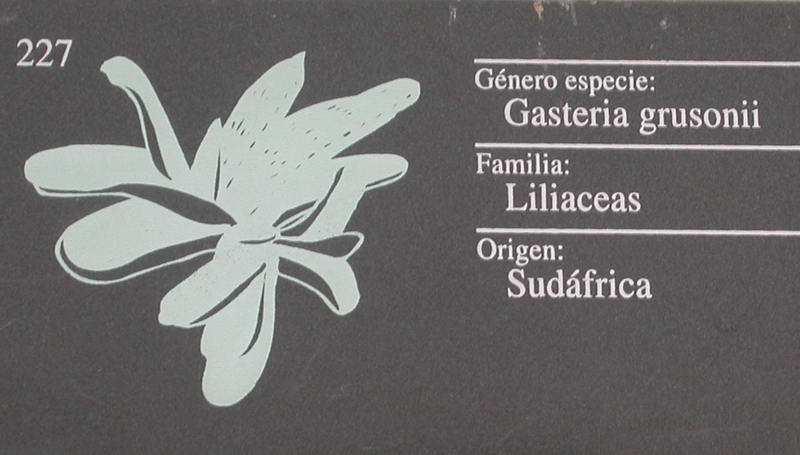 227
Género especie:
Gasteria grusonii
Familia:
Liliaceas
Origen:
Sudáfrica